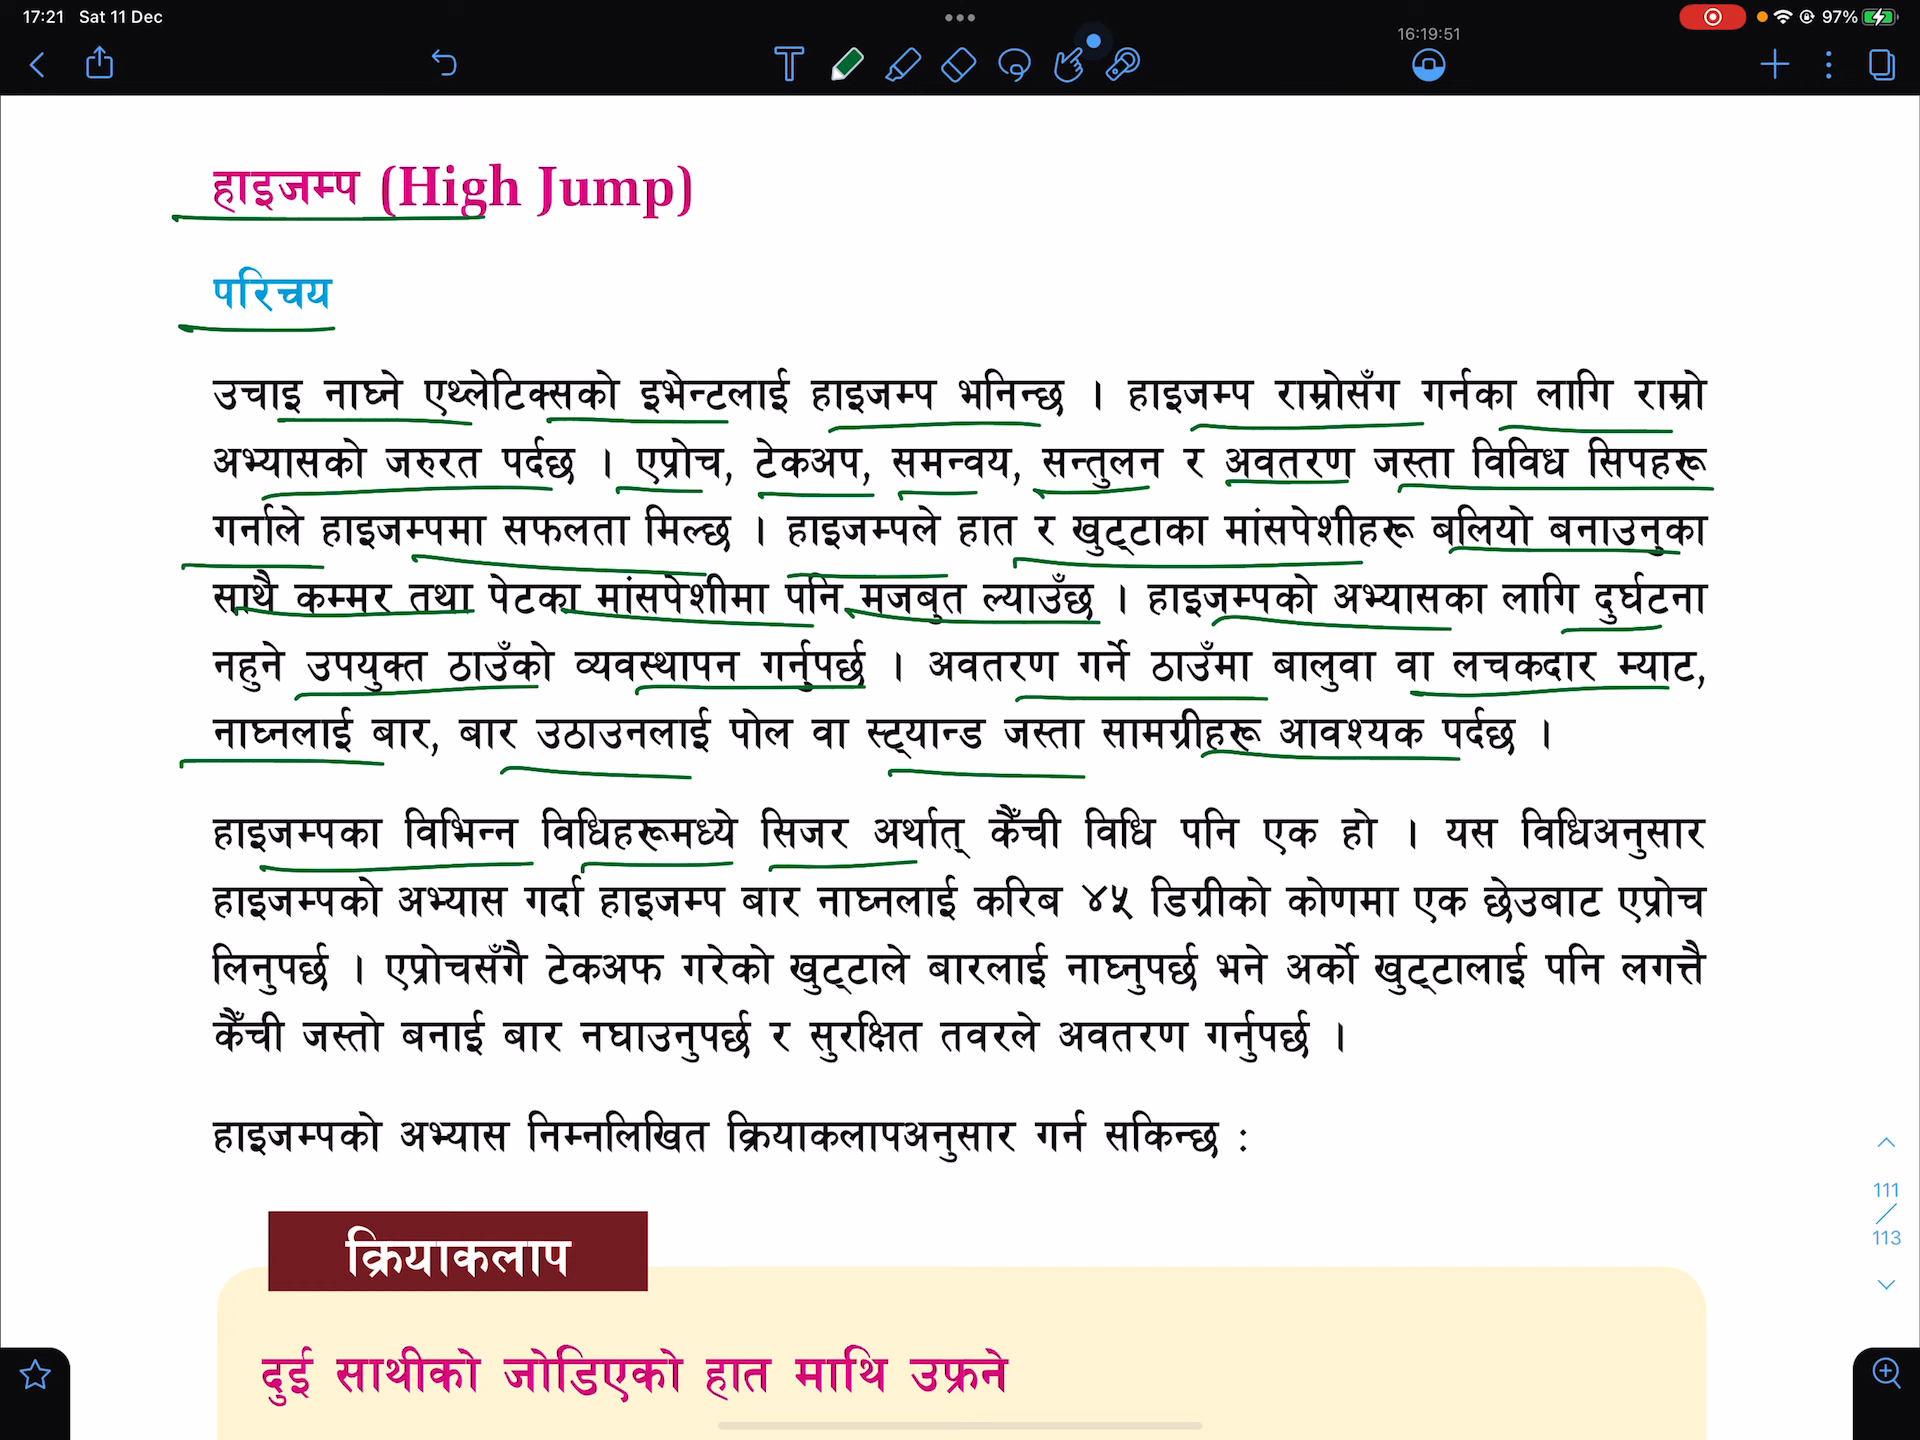 17:21 Sat 11 Dec
97%
16:19:51
हाइजम्प (High Jump)
परिचय
उचाइ नाघ्ने एथ्लेटिक्सको इभेन्टलाई हाइजम्प भनिन्छ । हाइजम्प राम्रोसँग गर्नका लागि राम्रो
अभ्यासको जरुरत पर्दछ । एप्रोच, टेकअप, समन्वय, सन्तुलन र अवतरण जस्ता विविध सिपहरू
गर्नाले हाइजम्पमा सफलता मिल्छ । हाइजम्पले हात र खुट्टाका मांसपेशीहरू बलियो बनाउनुका
साथै कम्मर तथा पेटका मांसपेशीमा पनि मजबुत ल्याउँछ । हाइजम्पको अभ्यासका लागि दुर्घटना
नहुने उपयुक्त ठाउँको व्यवस्थापन गर्नुपर्छ । अवतरण गर्ने ठाउँमा बालुवा वा लचकदार म्याट,
नाघ्नलाई बार, बार उठाउनलाई पोल वा स्ट्यान्ड जस्ता सामग्रीहरू आवश्यक पर्दछ ।
हाइजम्पका विभिन्न विधिहरूमध्ये सिजर अर्थात् कैँची विधि पनि एक हो । यस विधिअनुसार
हाइजम्पको अभ्यास गर्दा हाइजम्प बार नाघ्नलाई करिब ४५ डिग्रीको कोणमा एक छेउबाट एप्रोच
लिनुपर्छ । एप्रोचसँगै टेकअफ गरेको खुट्टाले बारलाई नाघ्नुपर्छ भने अर्को खुट्टालाई पनि लगत्तै
कैँची जस्तो बनाई बार नघाउनुपर्छ र सुरक्षित तवरले अवतरण गर्नुपर्छ ।
हाइजम्पको अभ्यास निम्नलिखित क्रियाकलापअनुसार गर्न सकिन्छ :
111
/
113
क्रियाकलाप
दुई साथीको जोडिएको हात माथि उफ्रने